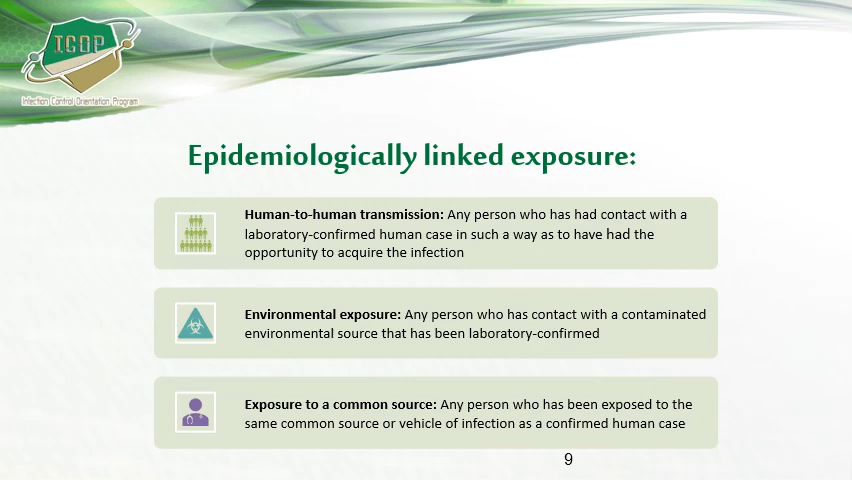 I.C.O.P
Infection Control Orientation Program
Epidemiologically linked exposure:
Human-to-human transmission: Any person who has had contact with a
laboratory-confirmed human case in such a way as to have had the
opportunity to acquire the infection
Environmental exposure: Any person who has contact with a contaminated
environmental source that has been laboratory-confirmed
Exposure to a common source: Any person who has been exposed to the
same common source or vehicle of infection as a confirmed human case
9